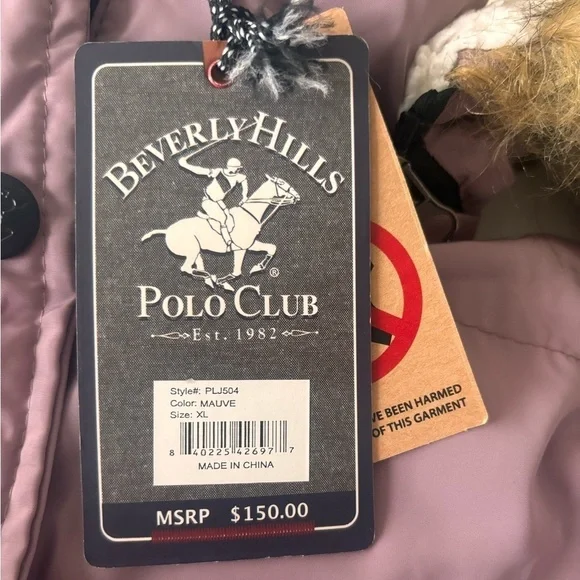 BEVERLY HILLS
®
POLO CLUB
Est. 1982
Style#: PLJ504
Color: MAUVE
Size: XL
8 40225 42697 7
MADE IN CHINA
MSRP $150.00
BEEN HARMED
OF THIS GARMENT